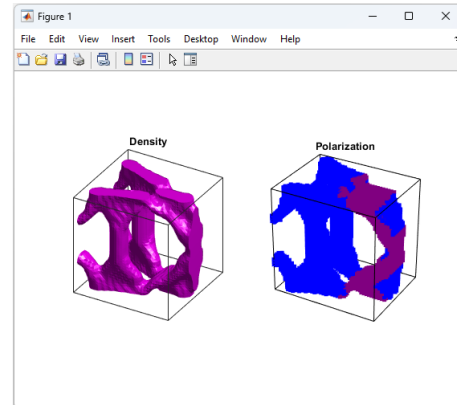 Figure 1
File Edit View Insert Tools Desktop Window Help
Density
Polarization